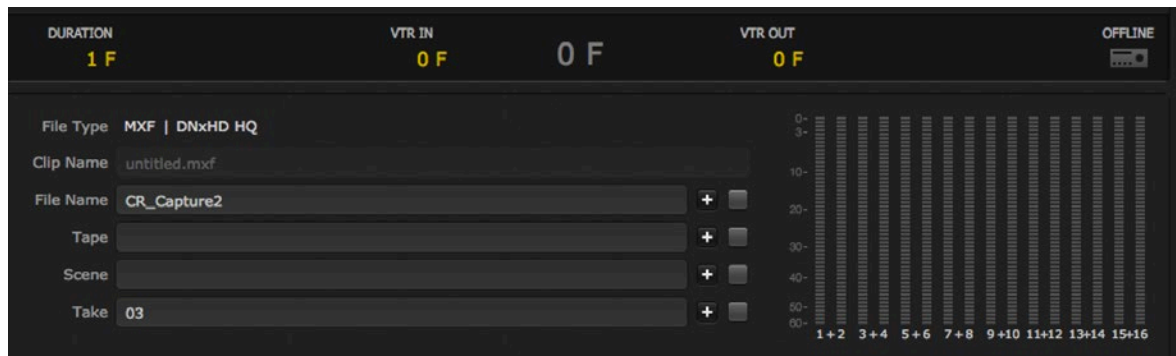 DURATION VTR IN VTR OUT OFFLINE
1 F 0 F 0 F 0 F
File Type MXF | DNxHD HQ
Clip Name untitled.mxf
File Name CR_Capture2 +
Tape +
Scene +
Take 03 +
0-
3-
10-
20-
30-
40-
50-
60-
1+2 3+4 5+6 7+8 9+10 11+12 13+14 15+16